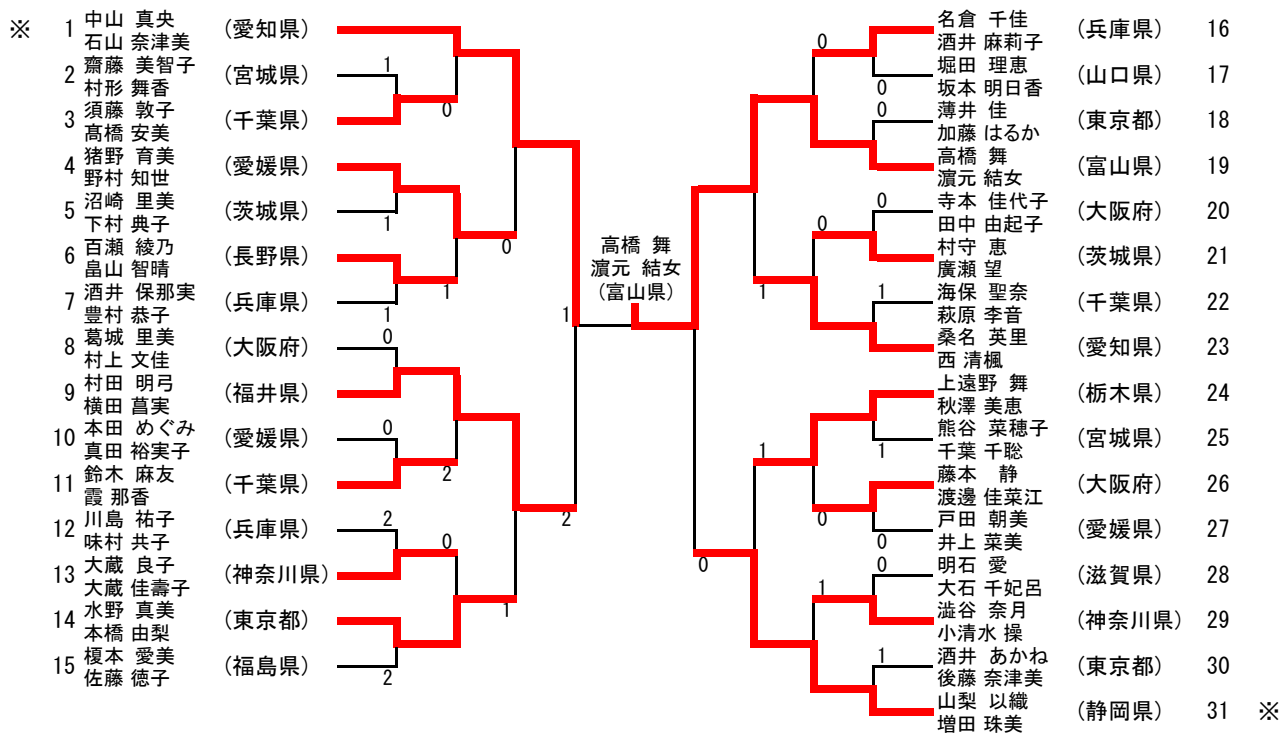 ※ 1 中山 真央 (愛知県)
石山 奈津美
2 齋藤 美智子 (宮城県) 1
村形 舞香
3 須藤 敦子 (千葉県) 0
髙橋 安美
4 猪野 育美 (愛媛県)
野村 知世
5 沼崎 里美 (茨城県) 1
下村 典子
6 百瀬 綾乃 (長野県) 0
畠山 智晴
7 酒井 保那実 (兵庫県) 1 1
豊村 恭子
8 葛城 里美 (大阪府) 0
村上 文佳
9 村田 明弓 (福井県)
横田 菖実
10 本田 めぐみ (愛媛県) 0
真田 裕実子
11 鈴木 麻友 (千葉県) 2
霞 那香
12 川島 祐子 (兵庫県) 2
味村 共子
13 大蔵 良子 (神奈川県) 0
大蔵 佳壽子
14 水野 真美 (東京都) 1
本橋 由梨
15 榎本 愛美 (福島県) 2
佐藤 徳子
1
2
高橋 舞
濵元 結女
(富山県)
0
名倉 千佳 (兵庫県) 16
酒井 麻莉子
0 堀田 理恵 (山口県) 17
坂本 明日香
0 薄井 佳 (東京都) 18
加藤 はるか
高橋 舞 (富山県) 19
濵元 結女
0 寺本 佳代子 (大阪府) 20
田中 由起子
0 村守 恵 (茨城県) 21
廣瀬 望
1 1 海保 聖奈 (千葉県) 22
萩原 李音
桑名 英里 (愛知県) 23
西 清楓
上遠野 舞 (栃木県) 24
秋澤 美恵
1 1 熊谷 菜穂子 (宮城県) 25
千葉 千聡
0 藤本 静 (大阪府) 26
渡邊 佳菜江
0 戸田 朝美 (愛媛県) 27
井上 菜美
0 0 明石 愛 (滋賀県) 28
大石 千妃呂
1 澁谷 奈月 (神奈川県) 29
小清水 操
1 酒井 あかね (東京都) 30
後藤 奈津美
山梨 以織 (静岡県) 31 ※
増田 珠美